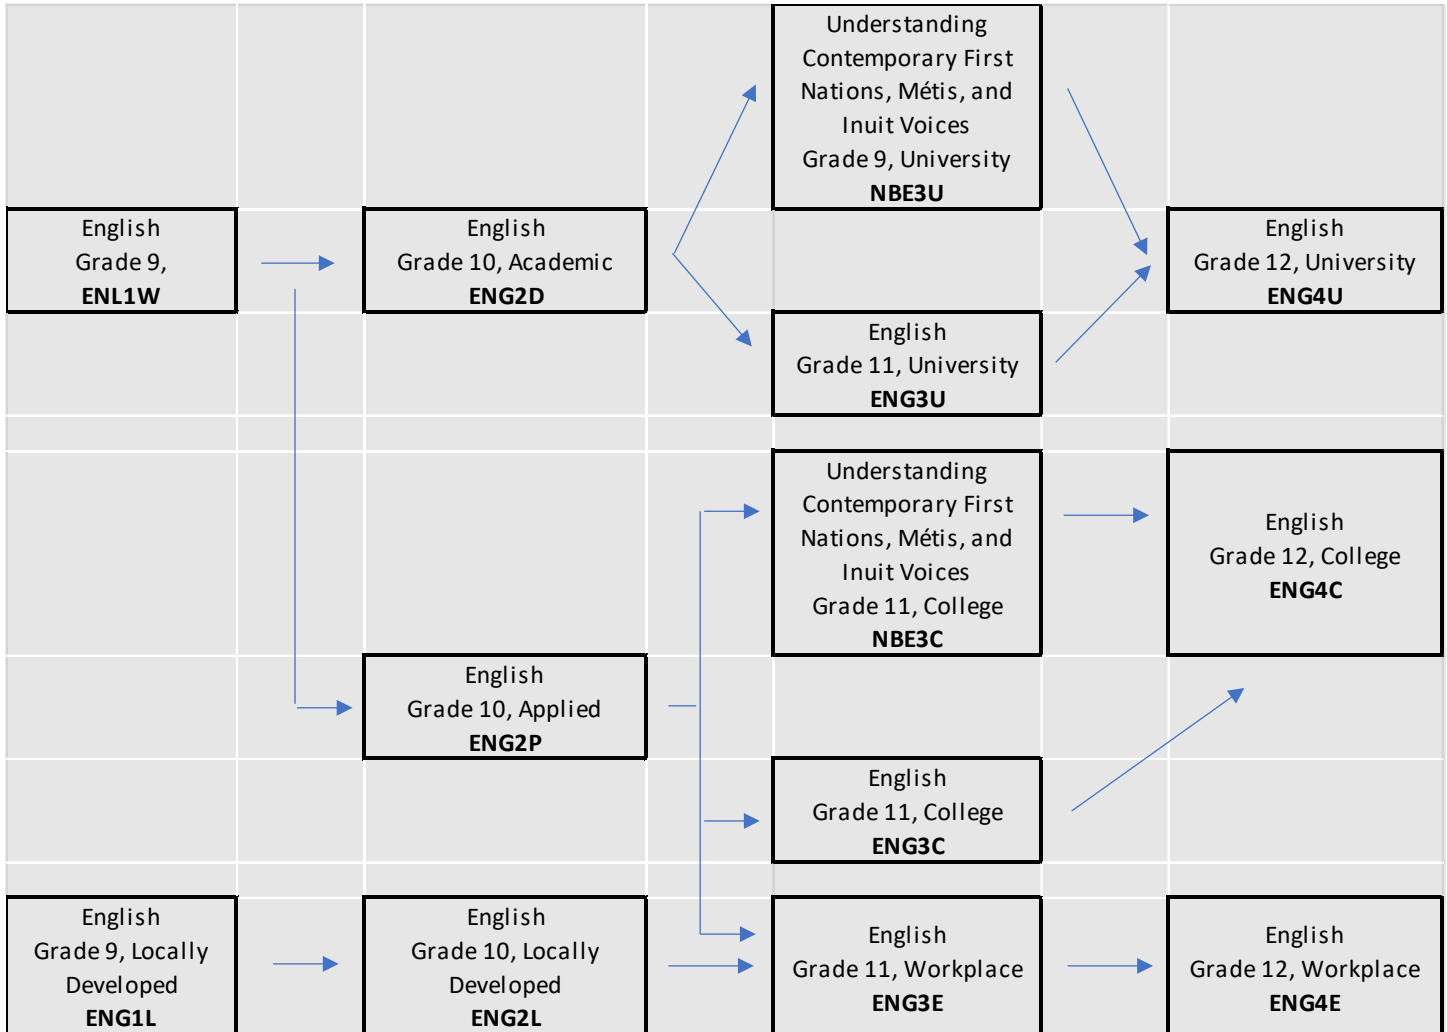 Understanding
Contemporary First
Nations, Métis, and
Inuit Voices
Grade 9, University
NBE3U
English
Grade 9,
ENL1W
English
Grade 10, Academic
ENG2D
English
Grade 12, University
ENG4U
English
Grade 11, University
ENG3U
Understanding
Contemporary First
Nations, Métis, and
Inuit Voices
Grade 11, College
NBE3C
English
Grade 12, College
ENG4C
English
Grade 10, Applied
ENG2P
English
Grade 11, College
ENG3C
English
Grade 9, Locally
Developed
ENG1L
English
Grade 10, Locally
Developed
ENG2L
English
Grade 11, Workplace
ENG3E
English
Grade 12, Workplace
ENG4E